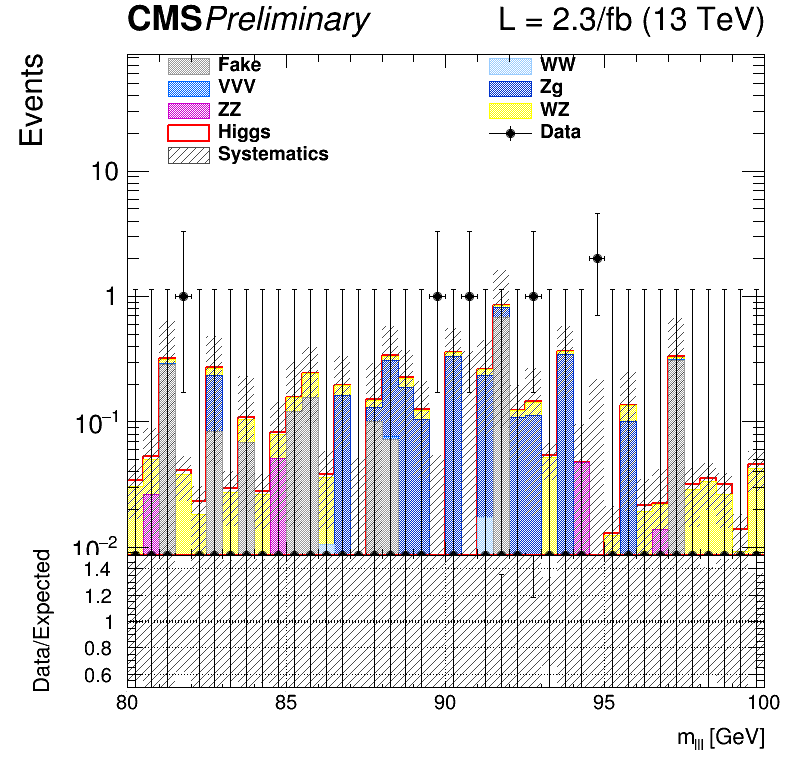 CMS Preliminary L = 2.3/fb (13 TeV)
Events
Fake WW
VVV Zg
ZZ WZ
Higgs Data
Systematics
10
1
10⁻¹
10⁻²
Data/Expected
1.4
1.2
1
0.8
0.6
80 85 90 95 100
m_lll [GeV]